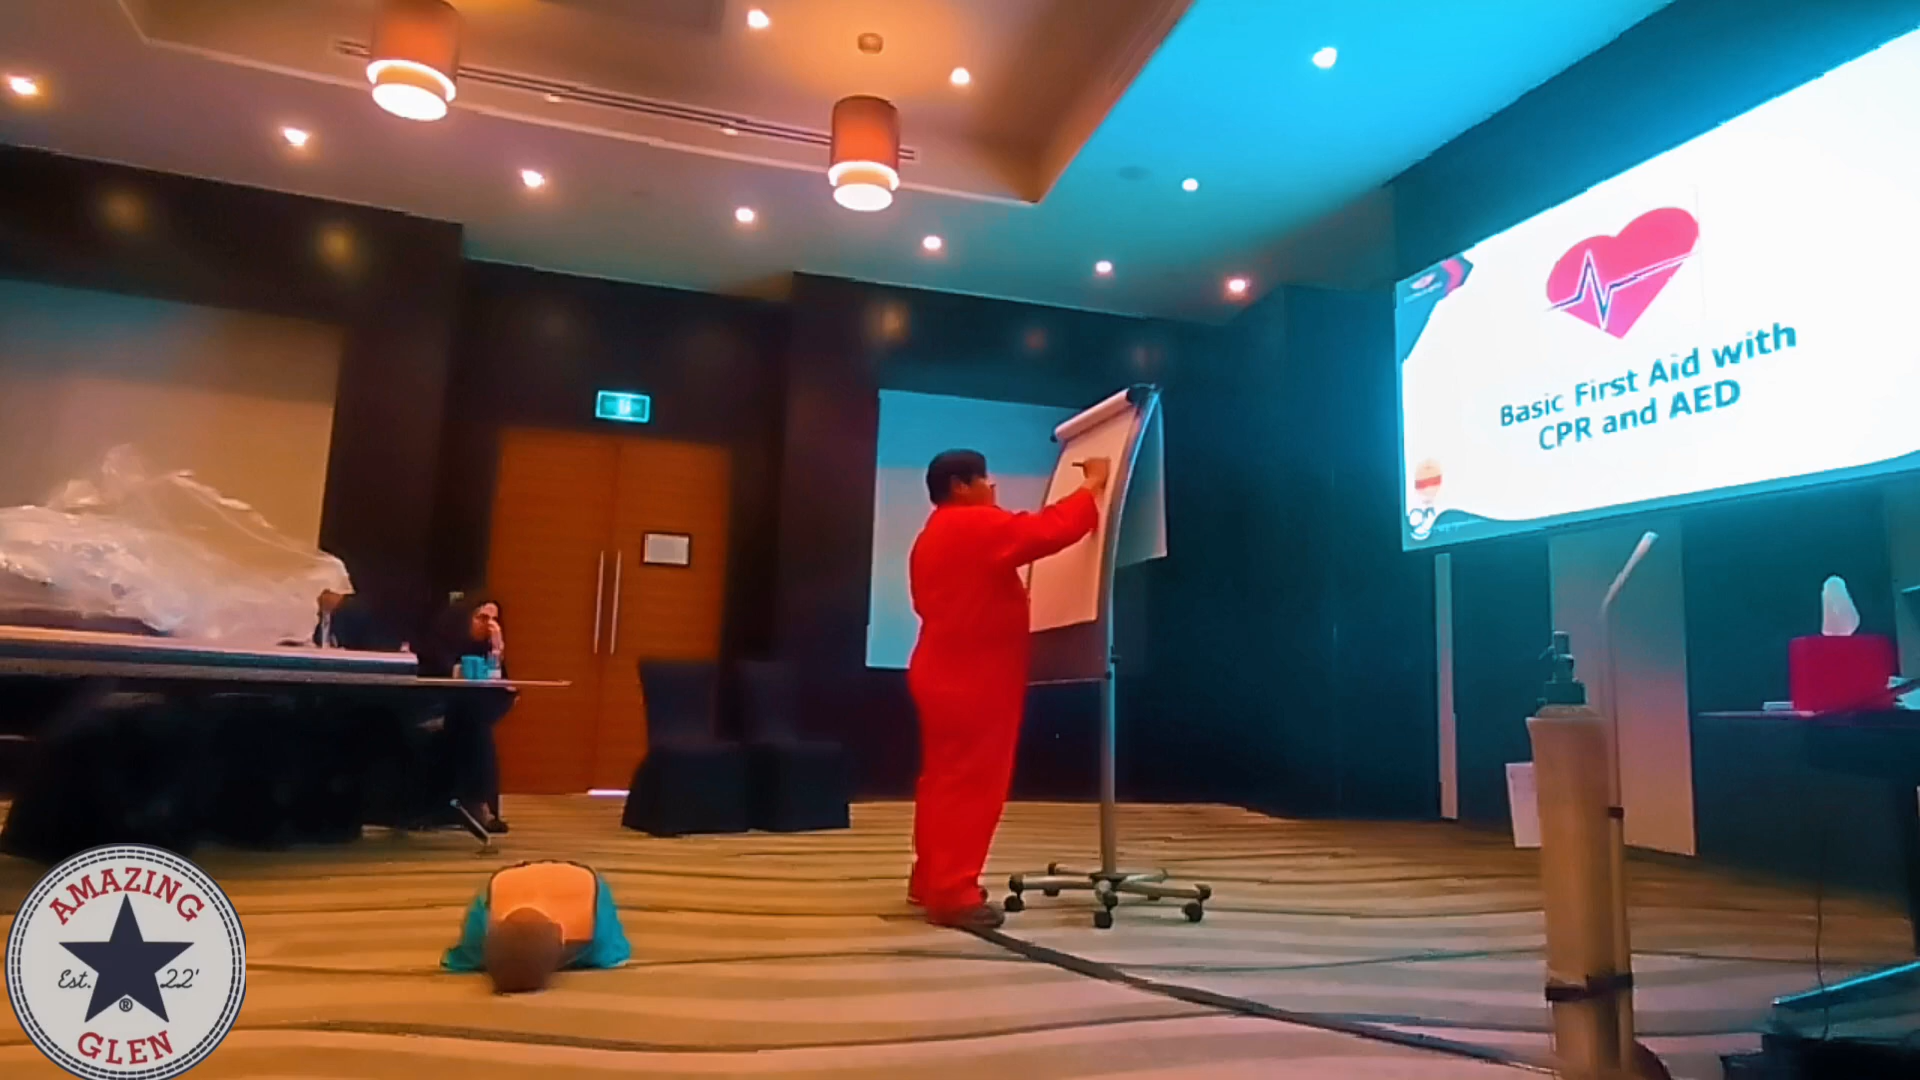 Basic First Aid with
CPR and AED
AMAZING
Est. 22'
®
GLEN